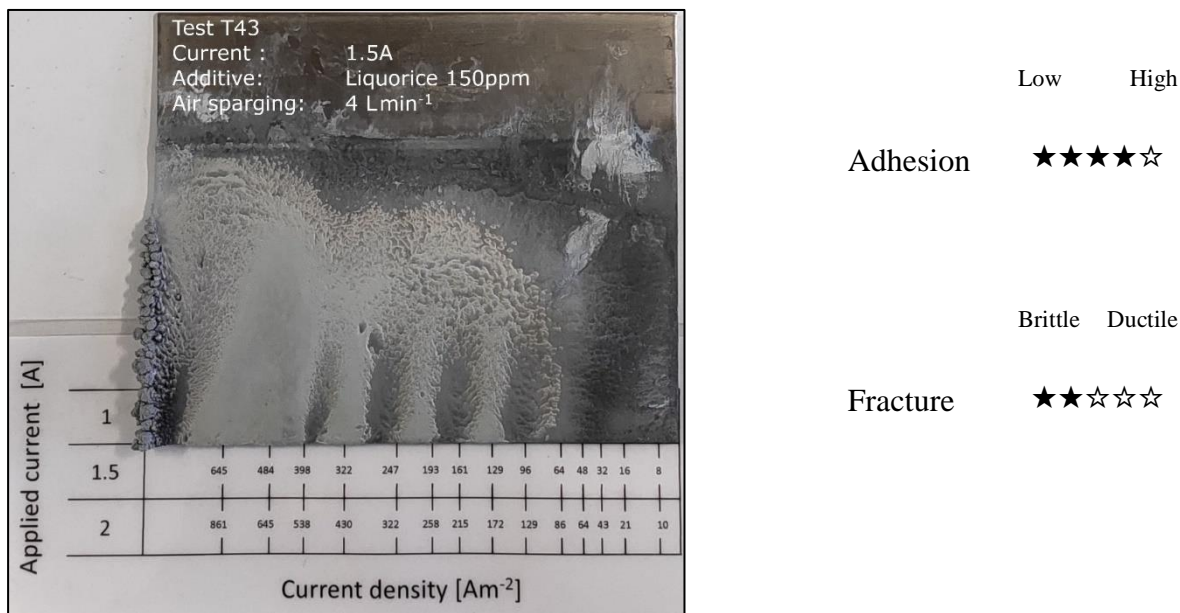 Test T43
Current : 1.5A
Additive: Liquorice 150ppm
Air sparging: 4 Lmin⁻¹
Low High
Adhesion ★★★★☆
Brittle Ductile
Fracture ★★☆☆☆
Applied current [A]
1
1.5 645 484 398 322 247 193 161 129 96 64 48 32 16 8
2 861 645 538 430 322 258 215 172 129 86 64 43 21 10
Current density [Am⁻²]